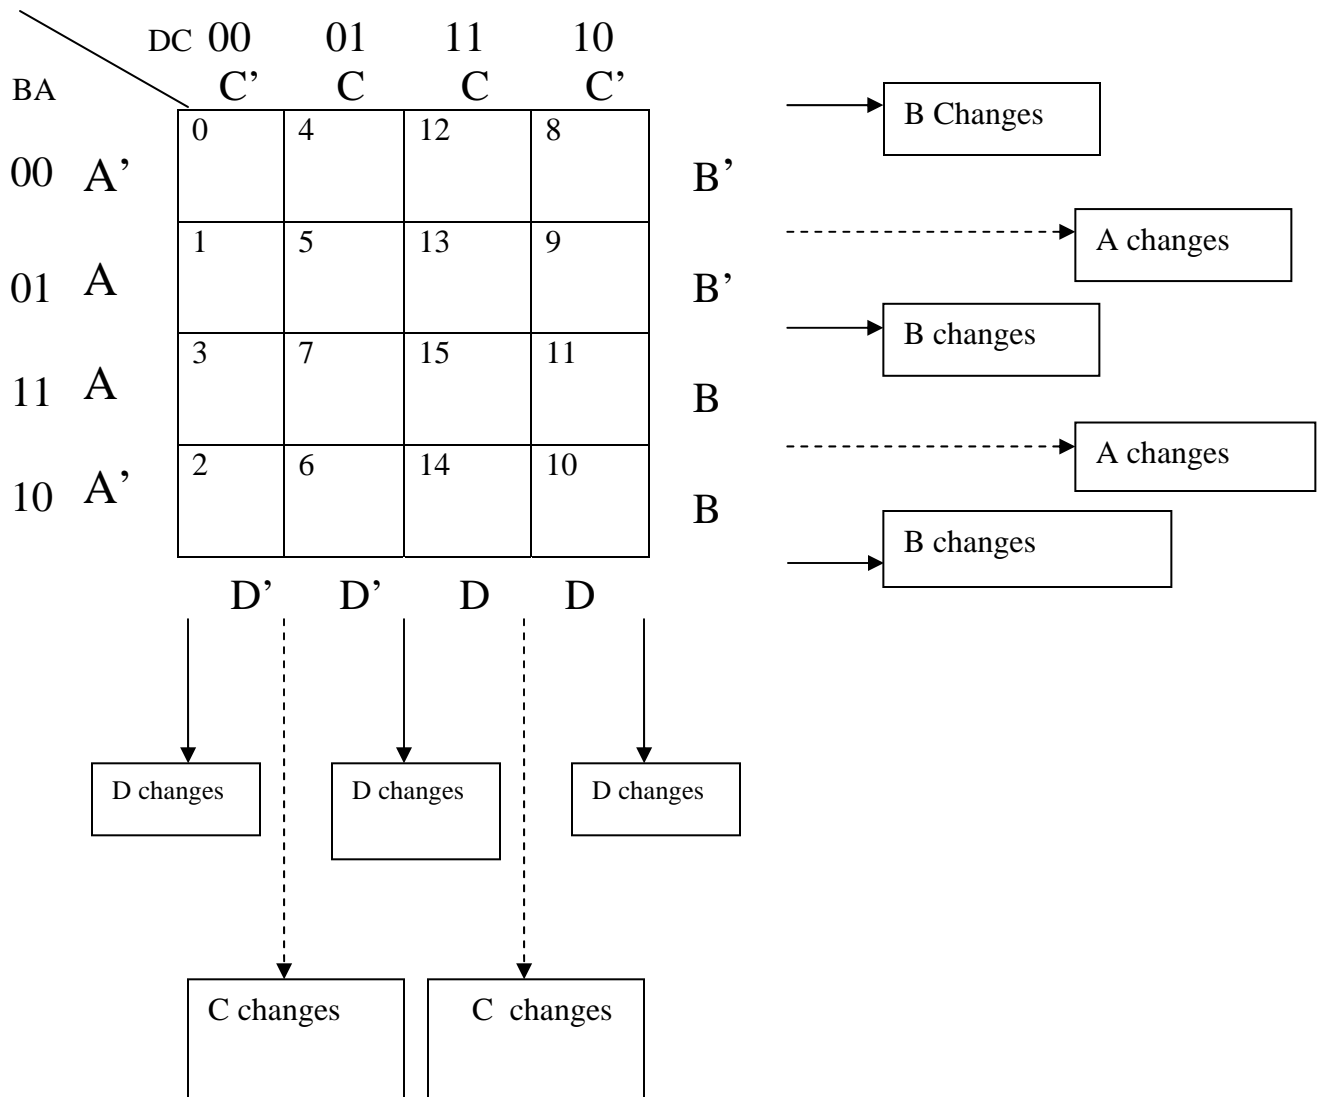 DC 00 01 11 10
BA C’ C C C’
B Changes
0 4 12 8
00 A’ B’
A changes
1 5 13 9
01 A B’
B changes
3 7 15 11
11 A B
A changes
2 6 14 10
10 A’ B
B changes
D’ D’ D D
D changes D changes D changes
C changes C changes